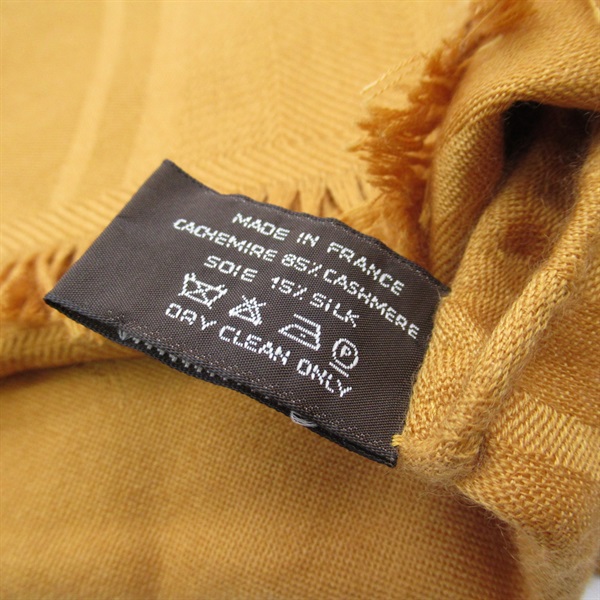 MADE IN FRANCE
CACHEMIRE 85% CASHMERE
SOIE 15% SILK
P
DRY CLEAN ONLY